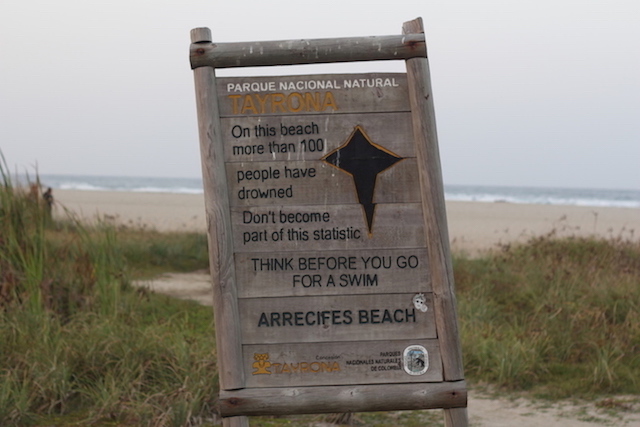 PARQUE NACIONAL NATURAL
TAYRONA
On this beach
more than 100
people have
drowned
Don't become
part of this statistic
THINK BEFORE YOU GO
FOR A SWIM
ARRECIFES BEACH
Concesión
TAYRONA
PARQUES
NACIONALES NATURALES
DE COLOMBIA